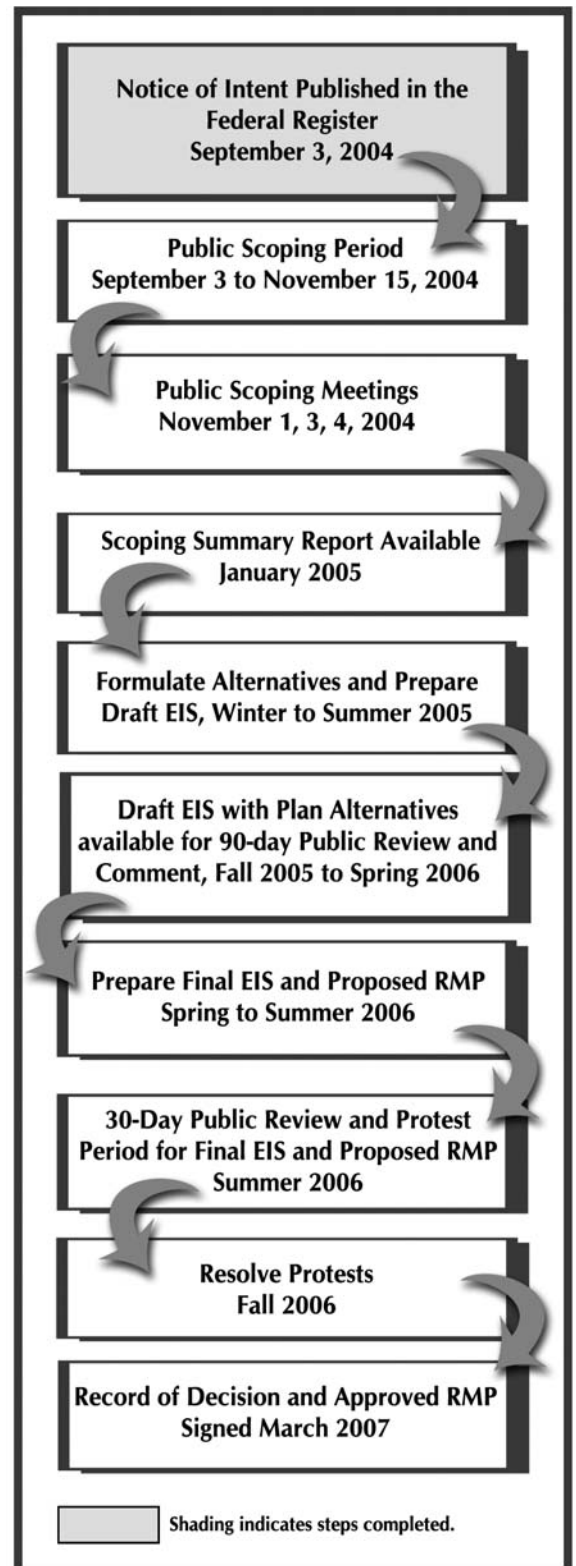 Notice of Intent Published in the
Federal Register
September 3, 2004
Public Scoping Period
September 3 to November 15, 2004
Public Scoping Meetings
November 1, 3, 4, 2004
Scoping Summary Report Available
January 2005
Formulate Alternatives and Prepare
Draft EIS, Winter to Summer 2005
Draft EIS with Plan Alternatives
available for 90-day Public Review and
Comment, Fall 2005 to Spring 2006
Prepare Final EIS and Proposed RMP
Spring to Summer 2006
30-Day Public Review and Protest
Period for Final EIS and Proposed RMP
Summer 2006
Resolve Protests
Fall 2006
Record of Decision and Approved RMP
Signed March 2007
Shading indicates steps completed.